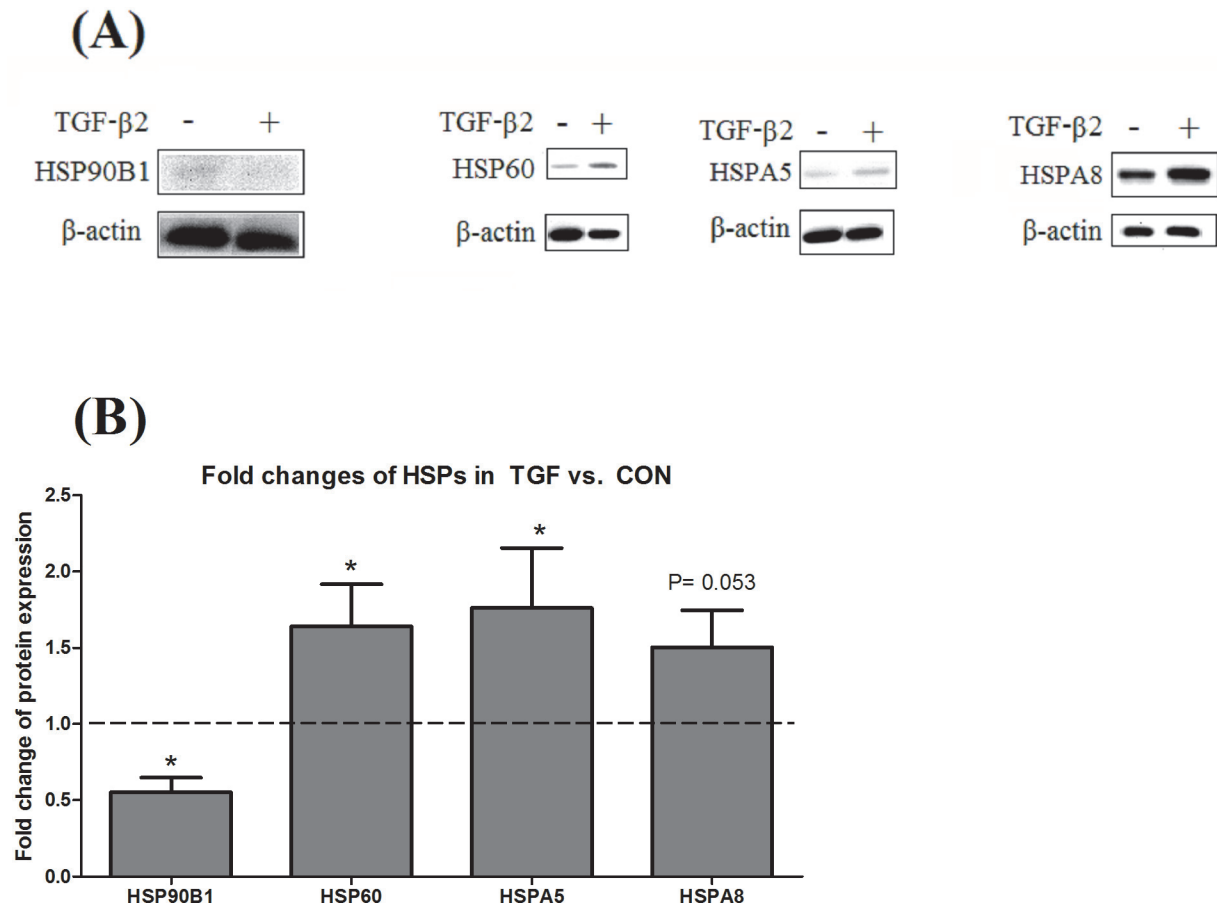 (A)
TGF-β2 - +
HSP90B1
β-actin
TGF-β2 - +
HSP60
β-actin
TGF-β2 - +
HSPA5
β-actin
TGF-β2 - +
HSPA8
β-actin
(B)
Fold changes of HSPs in TGF vs. CON
Fold change of protein expression
2.5
2.0
1.5
1.0
0.5
0.0
*
*
*
P= 0.053
HSP90B1 HSP60 HSPA5 HSPA8